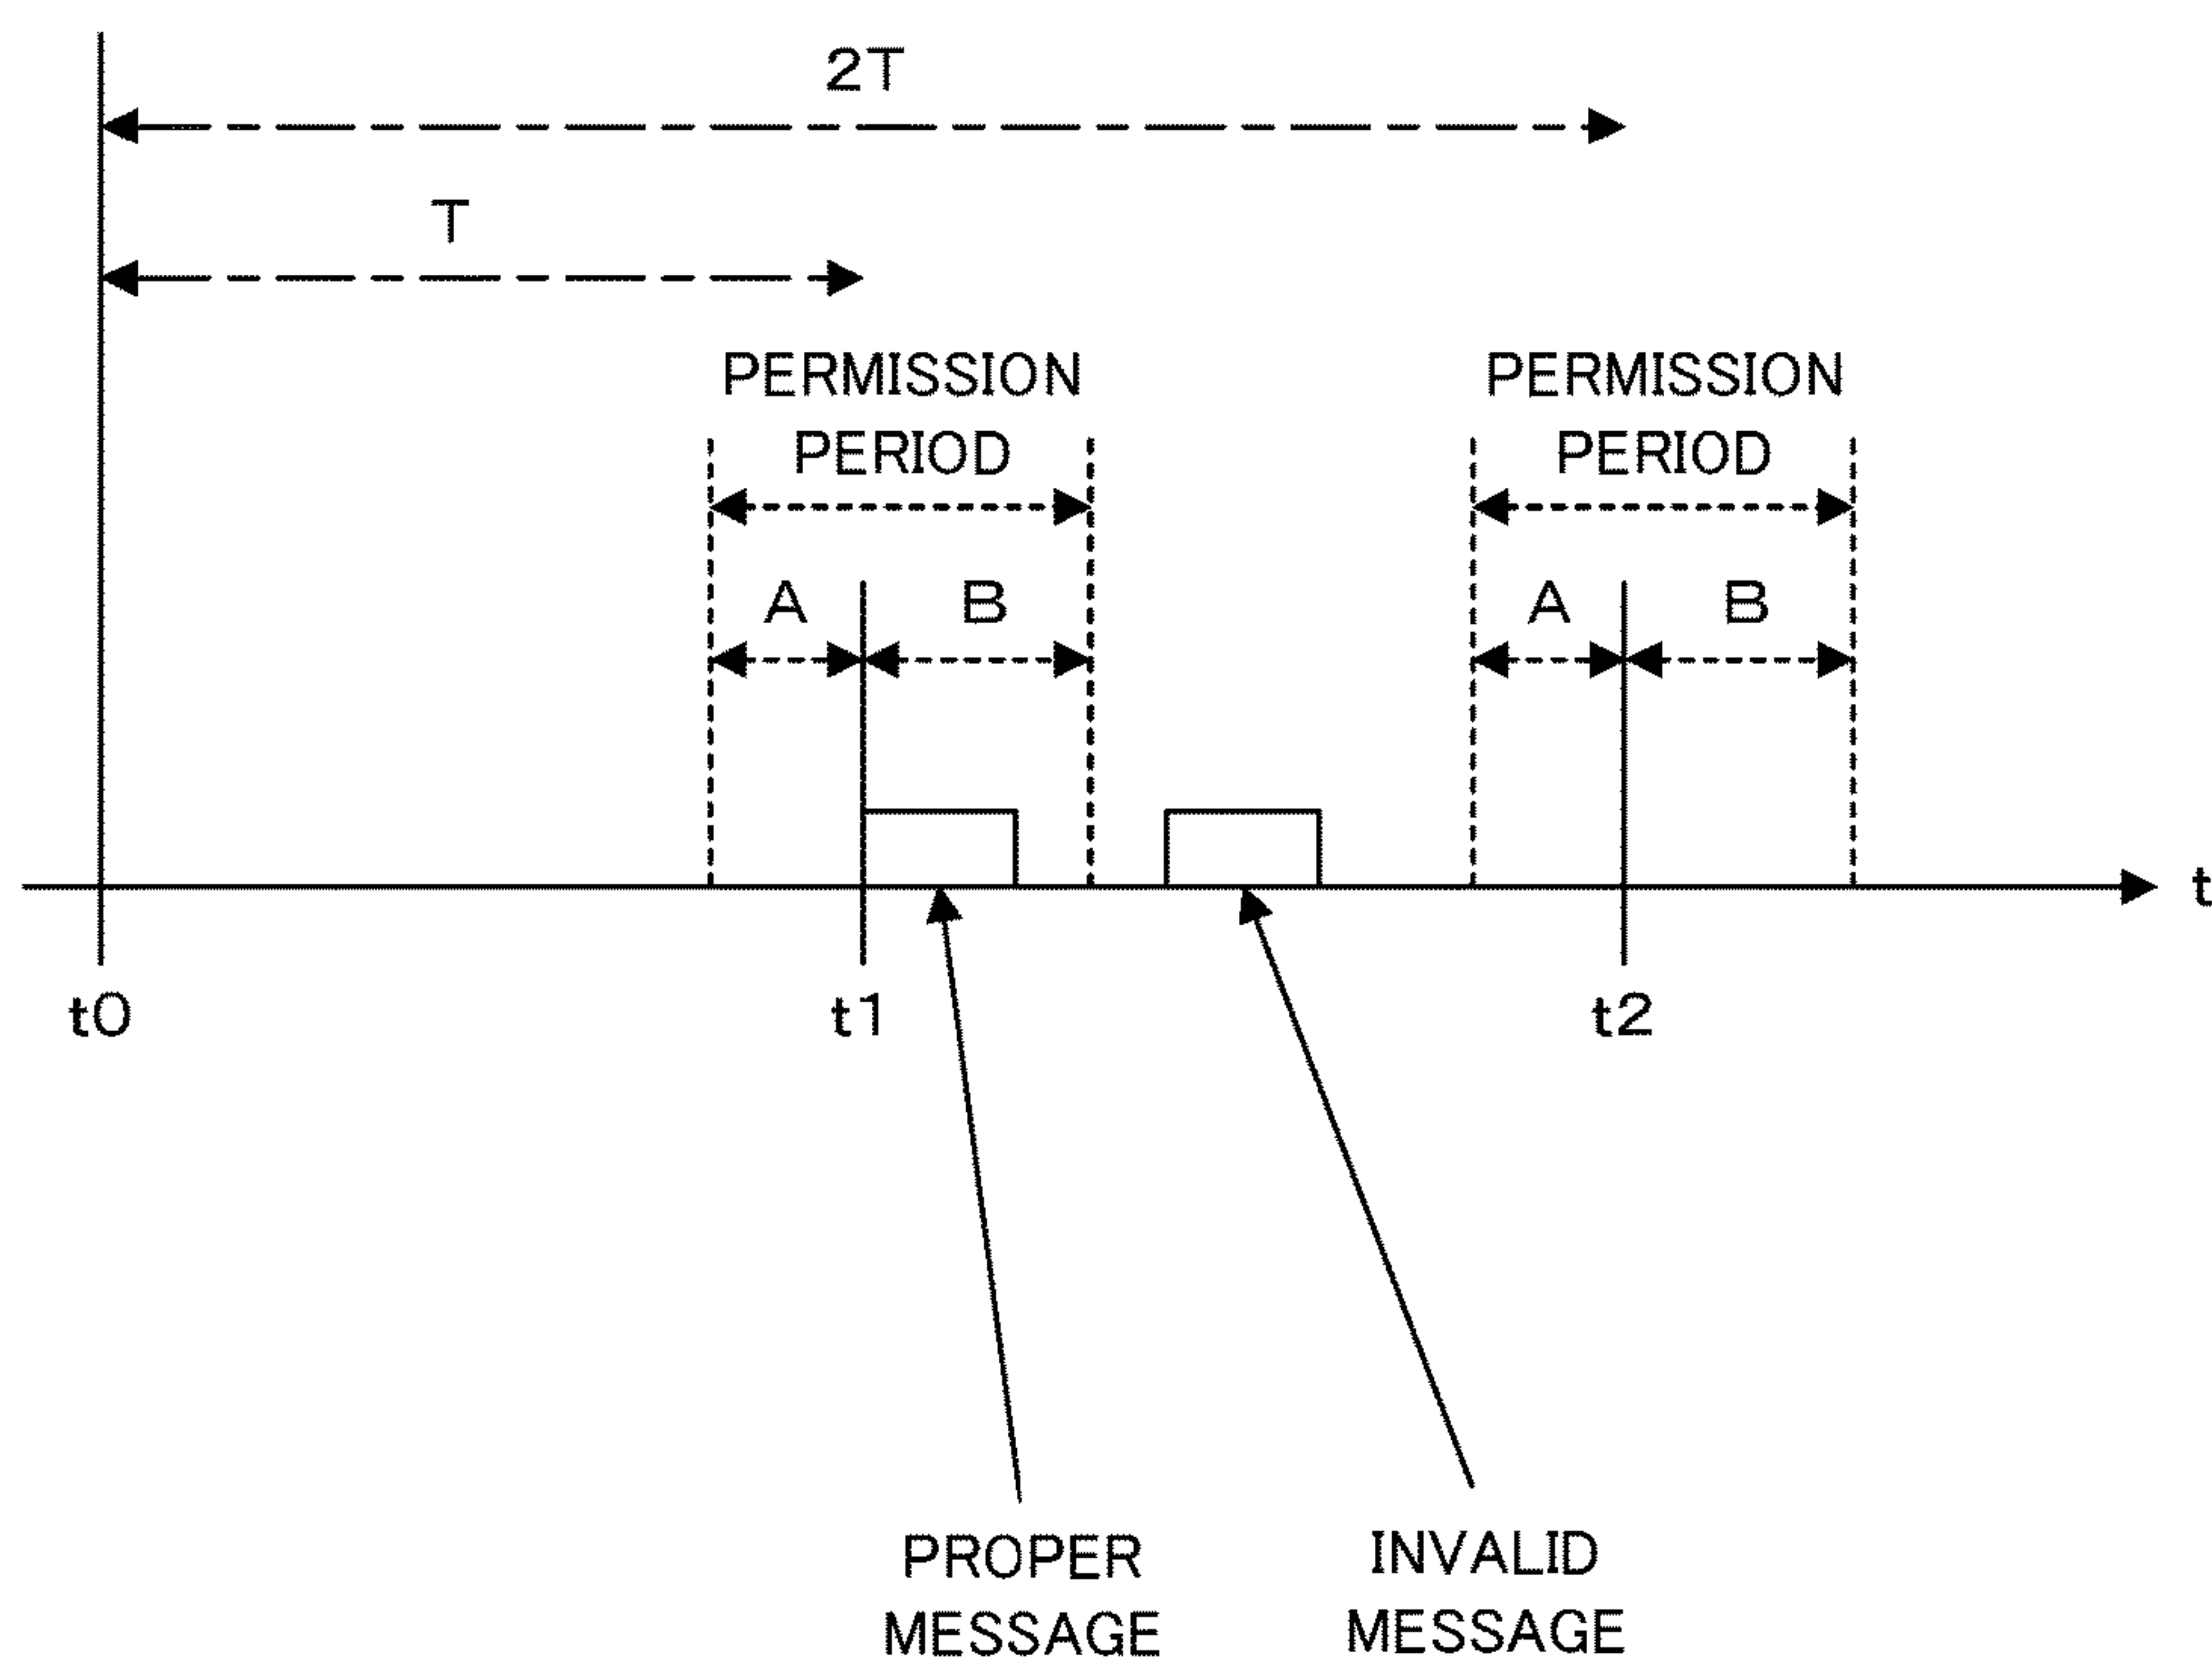 2T
T
PERMISSION
PERIOD
PERMISSION
PERIOD
A
B
A
B
t
t0
t1
t2
PROPER
MESSAGE
INVALID
MESSAGE